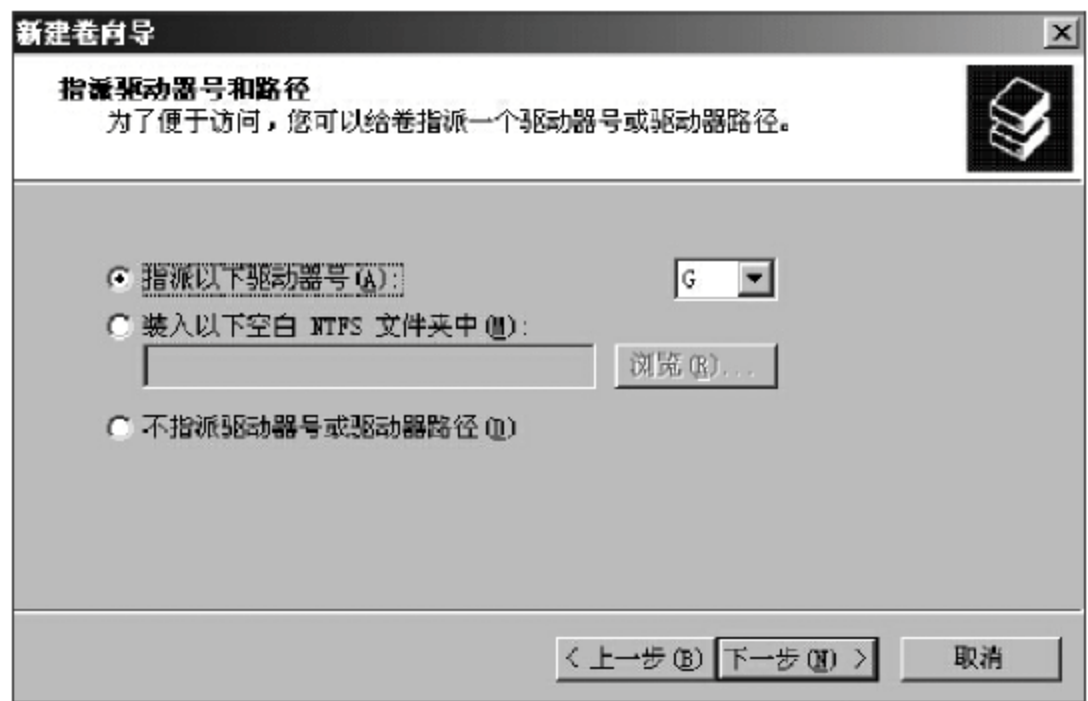 新建卷向导
指派驱动器号和路径
为了便于访问，您可以给卷指派一个驱动器号或驱动器路径。
指派以下驱动器号(A): G
装入以下空白 NTFS 文件夹中(M):
浏览(R)...
不指派驱动器号或驱动器路径(D)
< 上一步(B) 下一步(N) > 取消